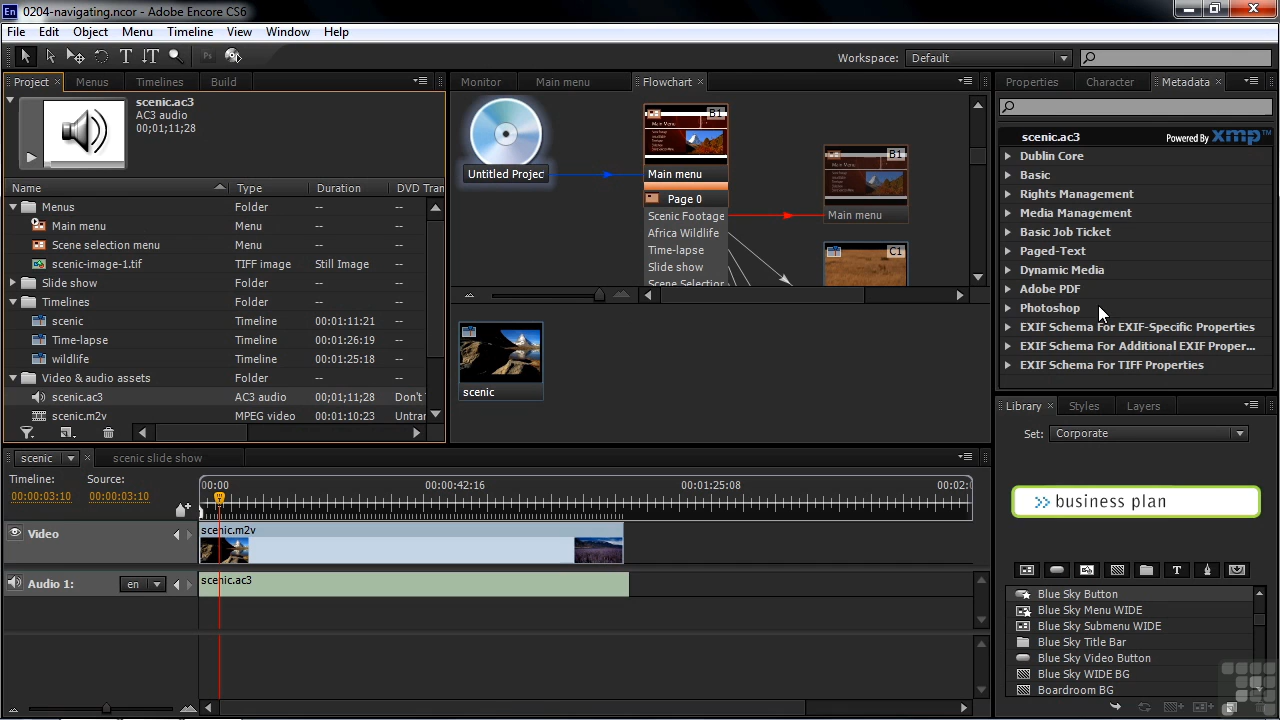 En 0204-navigating.ncor - Adobe Encore CS6
File Edit Object Menu Timeline View Window Help
Workspace: Default
Project × Menus Timelines Build
Monitor Main menu Flowchart ×
Properties Character Metadata ×
scenic.ac3
AC3 audio
00;01;11;28
Name Type Duration DVD Tran
Menus Folder -- --
Main menu Menu -- --
Scene selection menu Menu -- --
scenic-image-1.tif TIFF image Still Image --
Slide show Folder -- --
Timelines Folder -- --
scenic Timeline 00:01:11:21 --
Time-lapse Timeline 00:01:26:19 --
wildlife Timeline 00:01:25:18 --
Video & audio assets Folder -- --
scenic.ac3 AC3 audio 00;01;11;28 Don't
scenic.m2v MPEG video 00:01:10:23 Untran
Untitled Projec
B1
Main menu
Page 0
Scenic Footage
Africa Wildlife
Time-lapse
Slide show
Scene Selection
B1
Main menu
C1
scenic
scenic.ac3 Powered By xmp
Dublin Core
Basic
Rights Management
Media Management
Basic Job Ticket
Paged-Text
Dynamic Media
Adobe PDF
Photoshop
EXIF Schema For EXIF-Specific Properties
EXIF Schema For Additional EXIF Proper...
EXIF Schema For TIFF Properties
Library × Styles Layers
Set: Corporate
>> business plan
Blue Sky Button
Blue Sky Menu WIDE
Blue Sky Submenu WIDE
Blue Sky Title Bar
Blue Sky Video Button
Blue Sky WIDE BG
Boardroom BG
scenic × scenic slide show
Timeline: Source:
00:00:03:10 00:00:03:10
00:00 00:00:42:16 00:01:25:08 00:02:0
Video
scenic.m2v
Audio 1: en
scenic.ac3